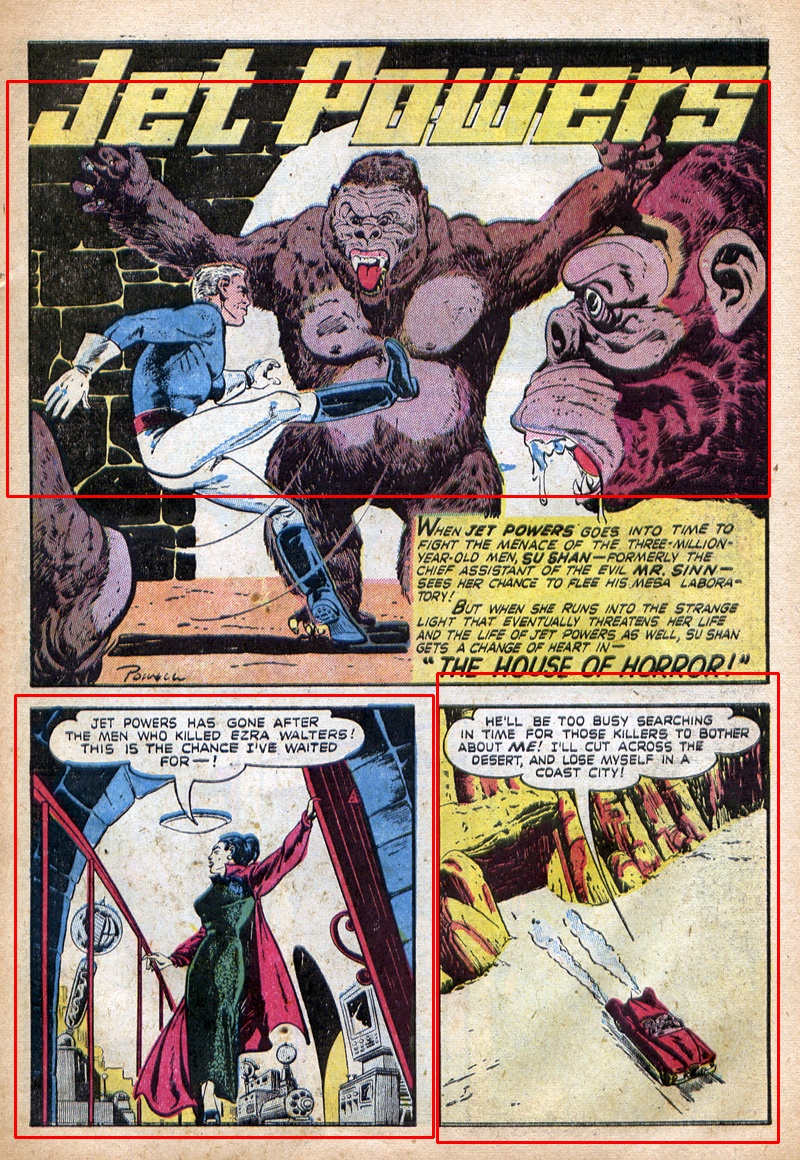 Jet Powers
WHEN JET POWERS GOES INTO TIME TO
FIGHT THE MENACE OF THE THREE-MILLION-
YEAR-OLD MEN, SU SHAN—FORMERLY THE
CHIEF ASSISTANT OF THE EVIL MR. SINN—
SEES HER CHANCE TO FLEE HIS MESA LABORA-
TORY!
BUT WHEN SHE RUNS INTO THE STRANGE
LIGHT THAT EVENTUALLY THREATENS HER LIFE
AND THE LIFE OF JET POWERS AS WELL, SU SHAN
GETS A CHANGE OF HEART IN—
"THE HOUSE OF HORROR!"
POWELL
JET POWERS HAS GONE AFTER
THE MEN WHO KILLED EZRA WALTERS!
THIS IS THE CHANCE I'VE WAITED
FOR—!
HE'LL BE TOO BUSY SEARCHING
IN TIME FOR THOSE KILLERS TO BOTHER
ABOUT ME! I'LL CUT ACROSS THE
DESERT, AND LOSE MYSELF IN A
COAST CITY!